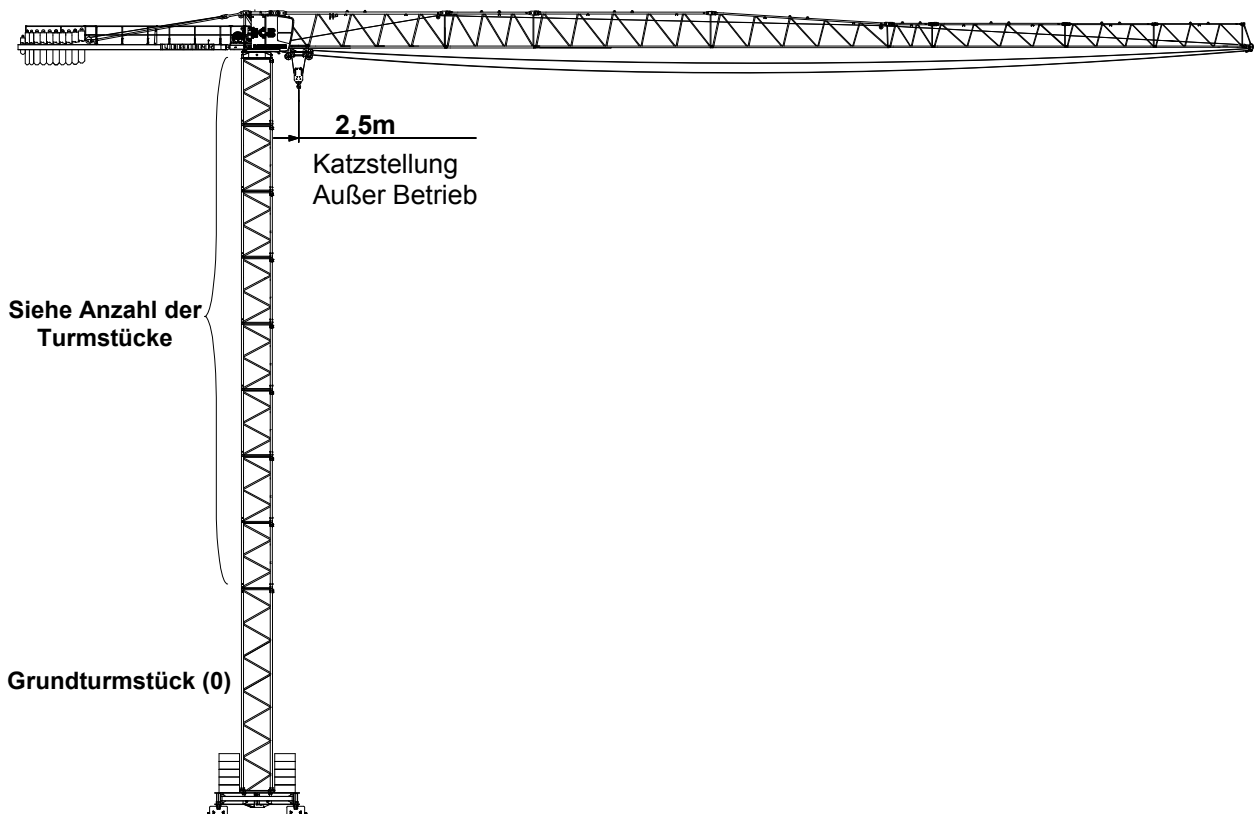 2,5m
Katzstellung
Außer Betrieb
Siehe Anzahl der
Turmstücke
Grundturmstück (0)